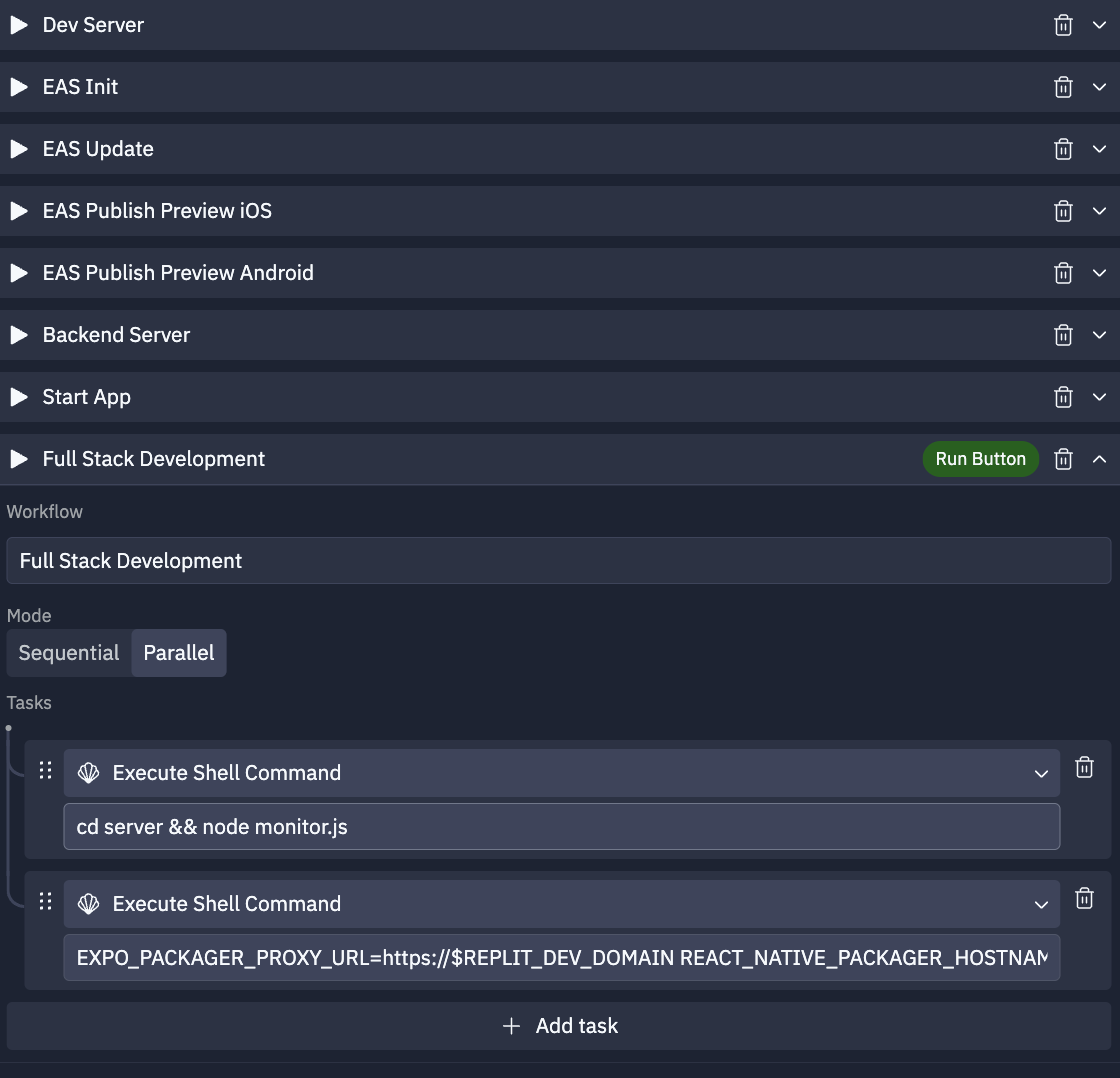 Dev Server
EAS Init
EAS Update
EAS Publish Preview iOS
EAS Publish Preview Android
Backend Server
Start App
Full Stack Development Run Button
Workflow
Full Stack Development
Mode
Sequential Parallel
Tasks
Execute Shell Command
cd server && node monitor.js
Execute Shell Command
EXPO_PACKAGER_PROXY_URL=https://$REPLIT_DEV_DOMAIN REACT_NATIVE_PACKAGER_HOSTNAM
Add task